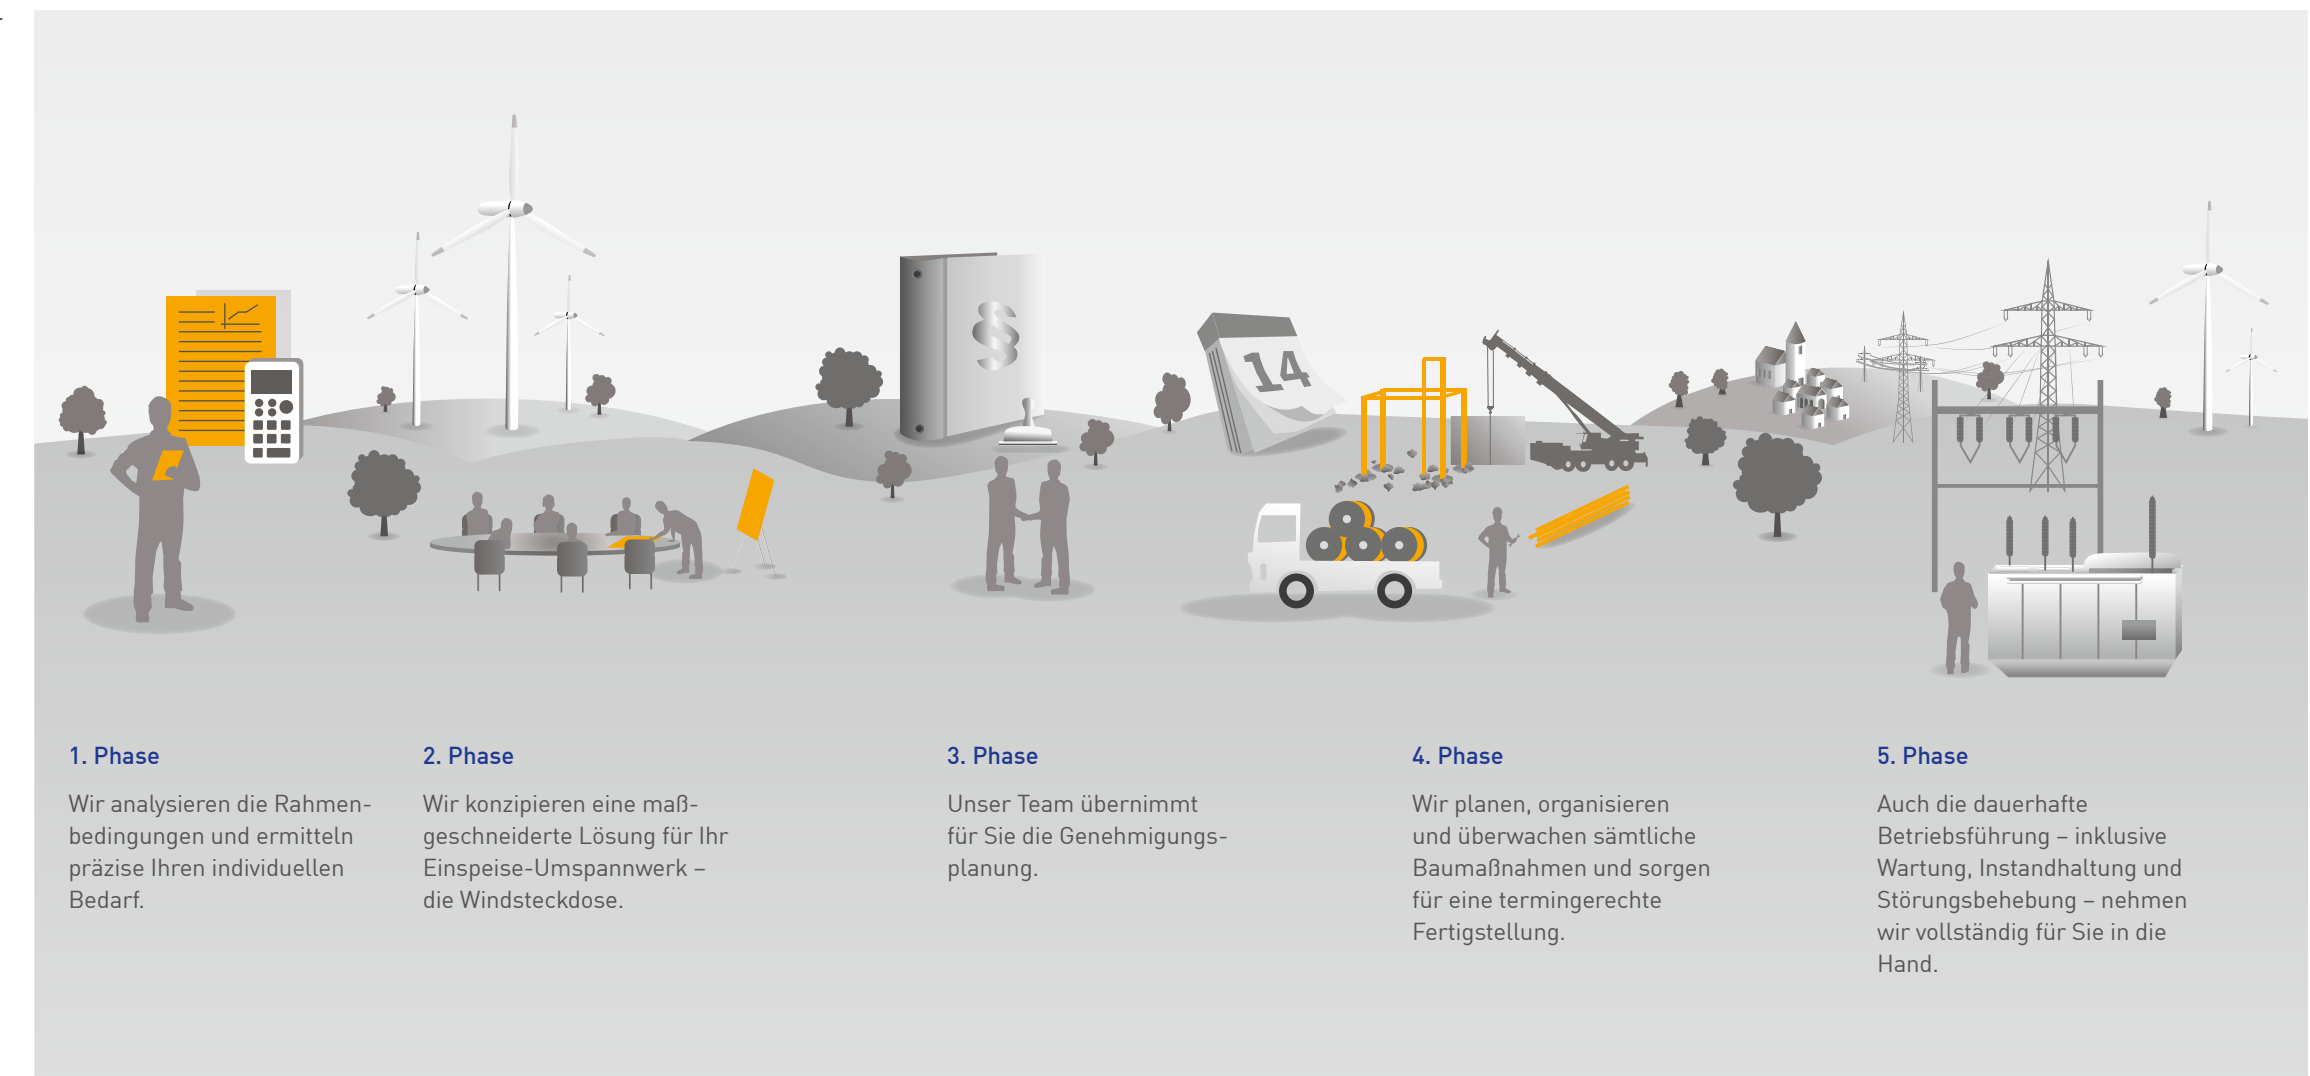 §
14
1. Phase
Wir analysieren die Rahmen-
bedingungen und ermitteln
präzise Ihren individuellen
Bedarf.
2. Phase
Wir konzipieren eine maß-
geschneiderte Lösung für Ihr
Einspeise-Umspannwerk –
die Windsteckdose.
3. Phase
Unser Team übernimmt
für Sie die Genehmigungs-
planung.
4. Phase
Wir planen, organisieren
und überwachen sämtliche
Baumaßnahmen und sorgen
für eine termingerechte
Fertigstellung.
5. Phase
Auch die dauerhafte
Betriebsführung – inklusive
Wartung, Instandhaltung und
Störungsbehebung – nehmen
wir vollständig für Sie in die
Hand.